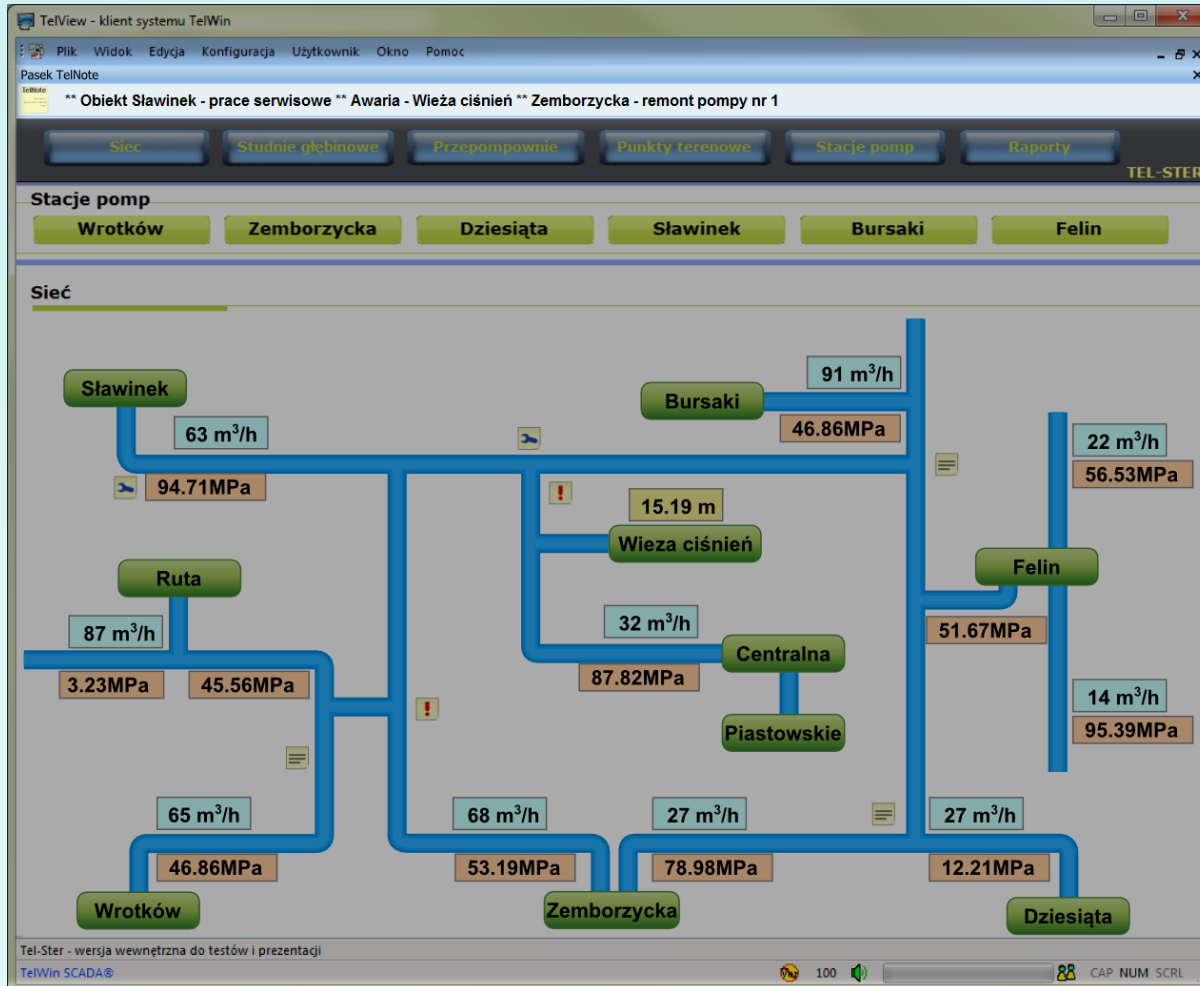 TelView - klient systemu TelWin
Plik Widok Edycja Konfiguracja Użytkownik Okno Pomoc
Pasek TelNote
TelNote
** Obiekt Sławinek - prace serwisowe ** Awaria - Wieża ciśnień ** Zemborzycka - remont pompy nr 1
Siec Studnie głębinowe Przepompownie Punkty terenowe Stacje pomp Raporty
TEL-STER
Stacje pomp
Wrotków Zemborzycka Dziesiąta Sławinek Bursaki Felin
Sieć
91 m³/h
Sławinek
Bursaki
63 m³/h
46.86MPa
22 m³/h
94.71MPa
56.53MPa
15.19 m
Wieza ciśnień
Ruta
Felin
87 m³/h
32 m³/h
51.67MPa
Centralna
3.23MPa
45.56MPa
87.82MPa
14 m³/h
Piastowskie
95.39MPa
65 m³/h
68 m³/h
27 m³/h
27 m³/h
46.86MPa
53.19MPa
78.98MPa
12.21MPa
Wrotków
Zemborzycka
Dziesiąta
Tel-Ster - wersja wewnętrzna do testów i prezentacji
TelWin SCADA®
100
CAP NUM SCRL